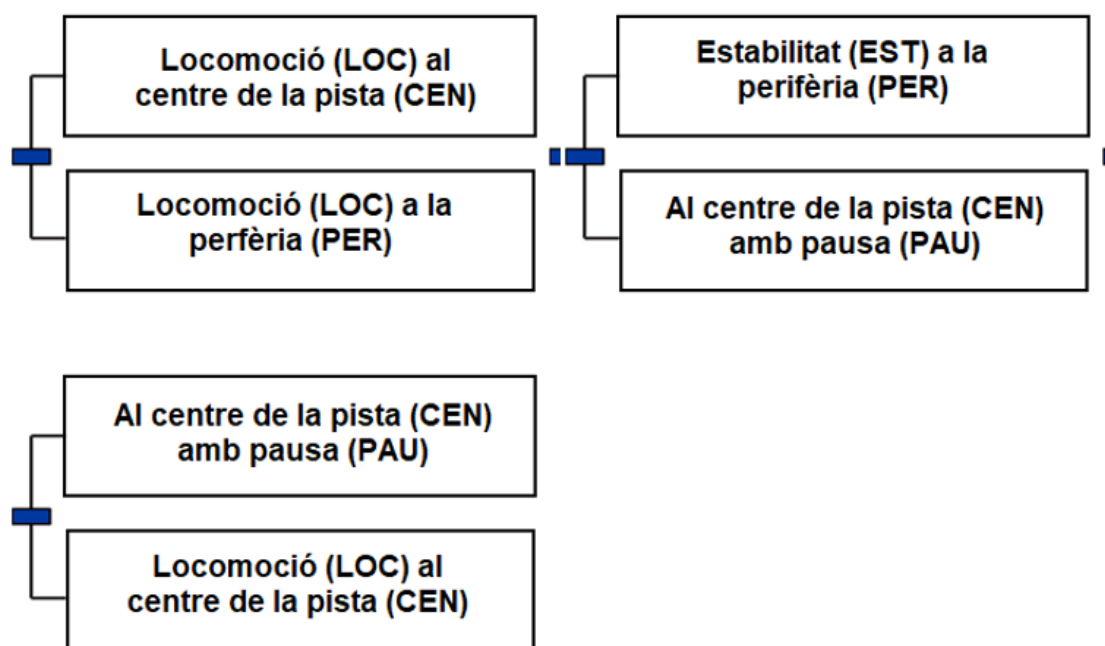 Locomoció (LOC) al
centre de la pista (CEN)
Locomoció (LOC) a la
perfèria (PER)
Estabilitat (EST) a la
perifèria (PER)
Al centre de la pista (CEN)
amb pausa (PAU)
Al centre de la pista (CEN)
amb pausa (PAU)
Locomoció (LOC) al
centre de la pista (CEN)